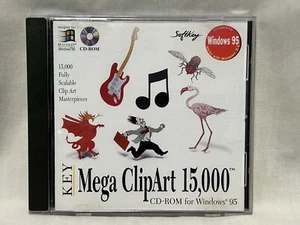 CD-ROM
SoftKey
Windows 95
15,000
Fully
Scalable
Clip Art
Masterpieces
KEY
Mega ClipArt 15,000™
CD-ROM for Windows® 95